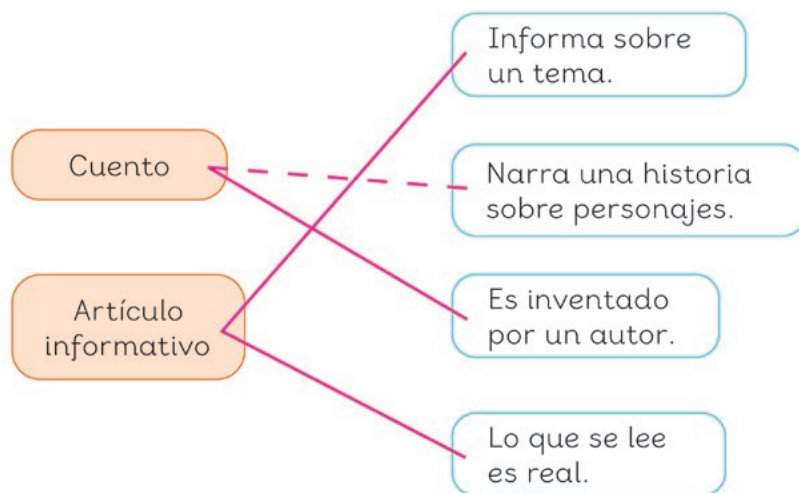 Cuento
Artículo
informativo
Informa sobre
un tema.
Narra una historia
sobre personajes.
Es inventado
por un autor.
Lo que se lee
es real.